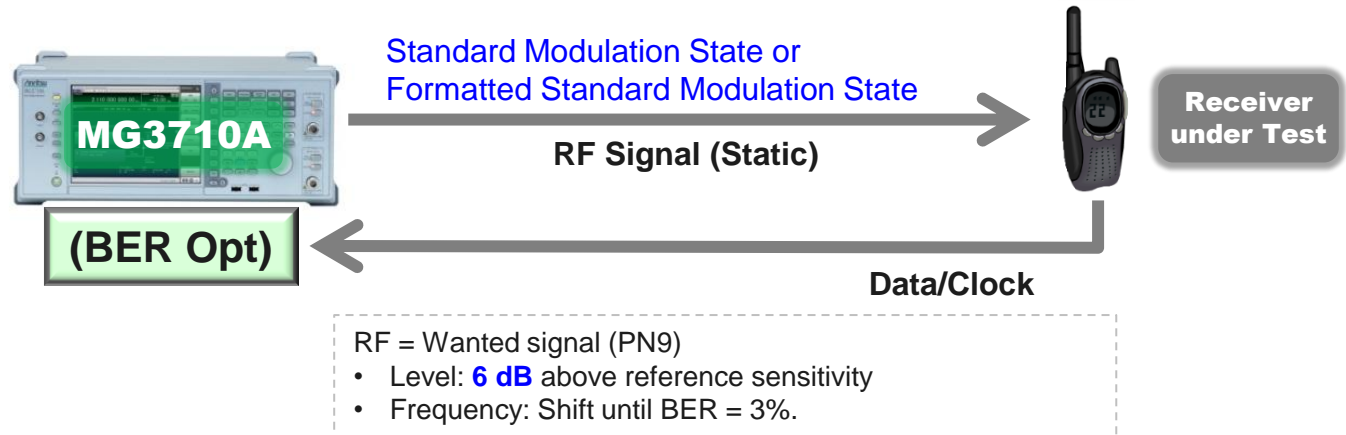 Standard Modulation State or
Formatted Standard Modulation State
MG3710A
RF Signal (Static)
Receiver
under Test
(BER Opt)
Data/Clock
RF = Wanted signal (PN9)
• Level: 6 dB above reference sensitivity
• Frequency: Shift until BER = 3%.